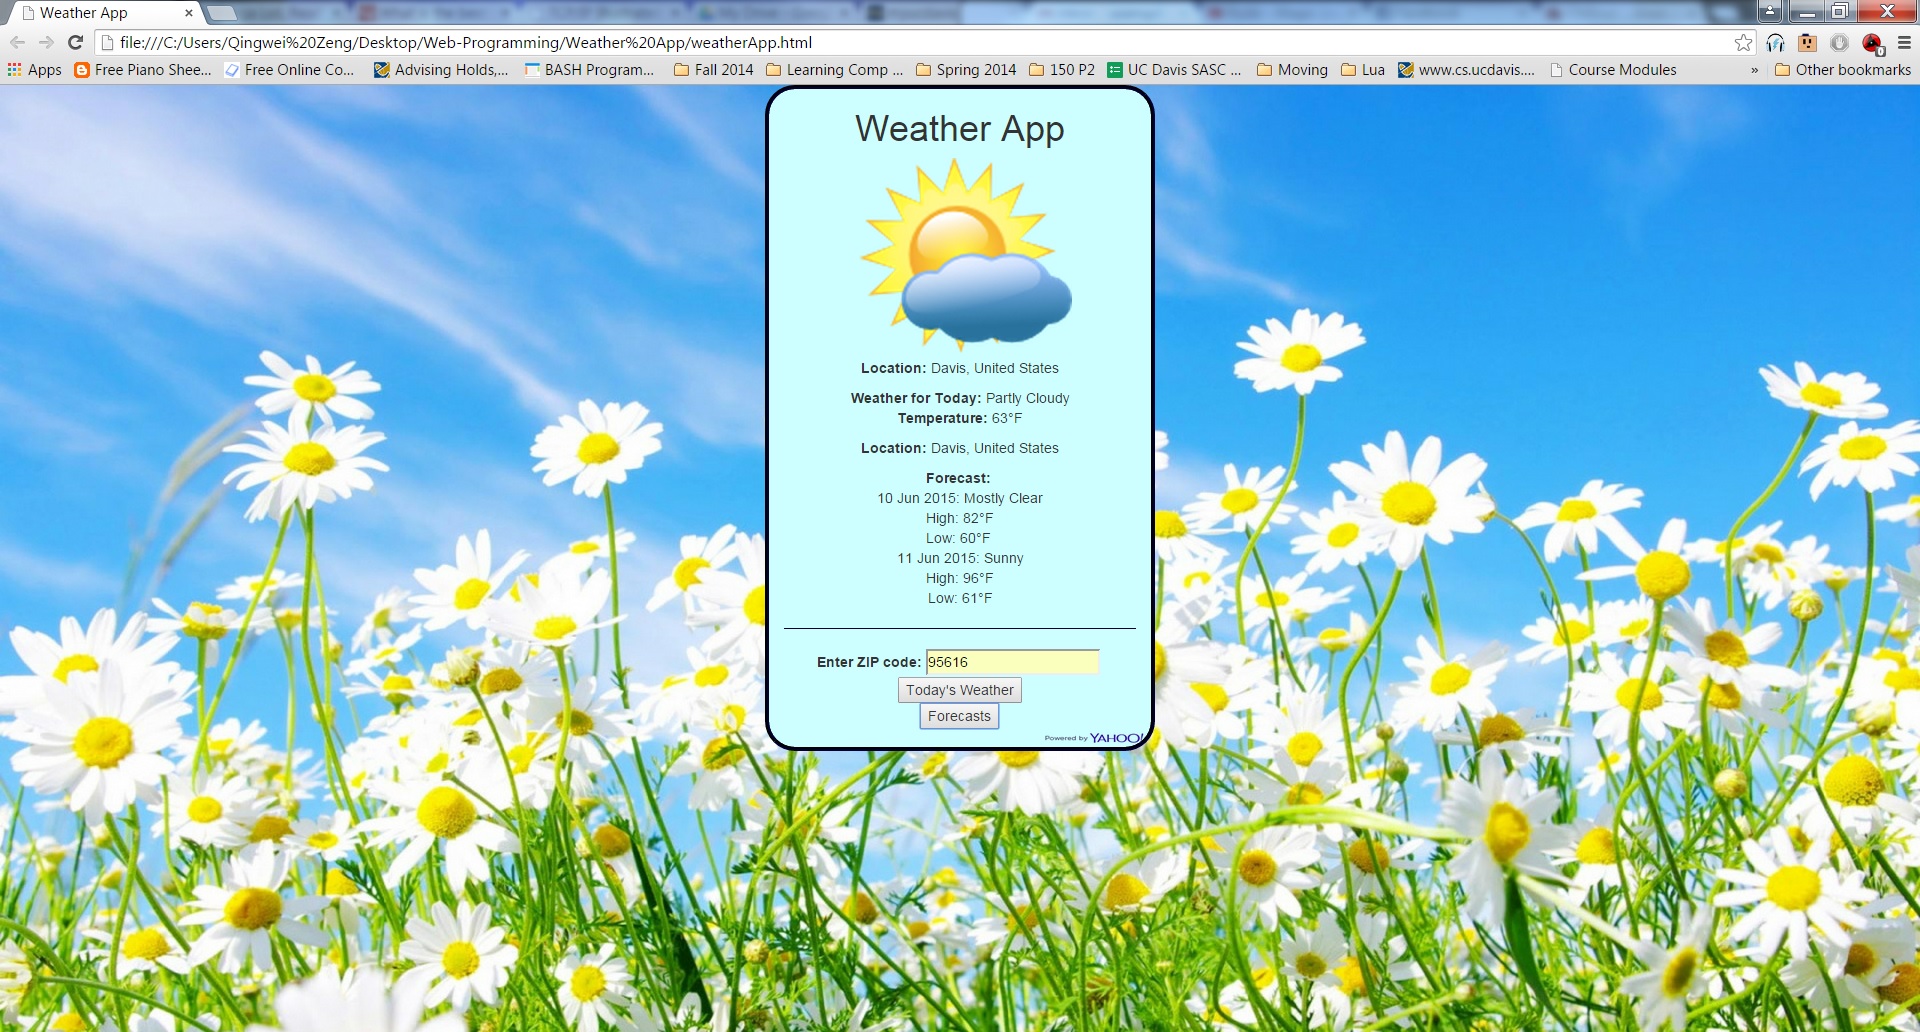 Weather App
file:///C:/Users/Qingwei%20Zeng/Desktop/Web-Programming/Weather%20App/weatherApp.html
Apps Free Piano Shee... Free Online Co... Advising Holds,... BASH Program... Fall 2014 Learning Comp ... Spring 2014 150 P2 UC Davis SASC ... Moving Lua www.cs.ucdavis.... Course Modules » Other bookmarks
Weather App
Location: Davis, United States
Weather for Today: Partly Cloudy
Temperature: 63°F
Location: Davis, United States
Forecast:
10 Jun 2015: Mostly Clear
High: 82°F
Low: 60°F
11 Jun 2015: Sunny
High: 96°F
Low: 61°F
Enter ZIP code: 95616
Today's Weather
Forecasts
Powered by YAHOO!